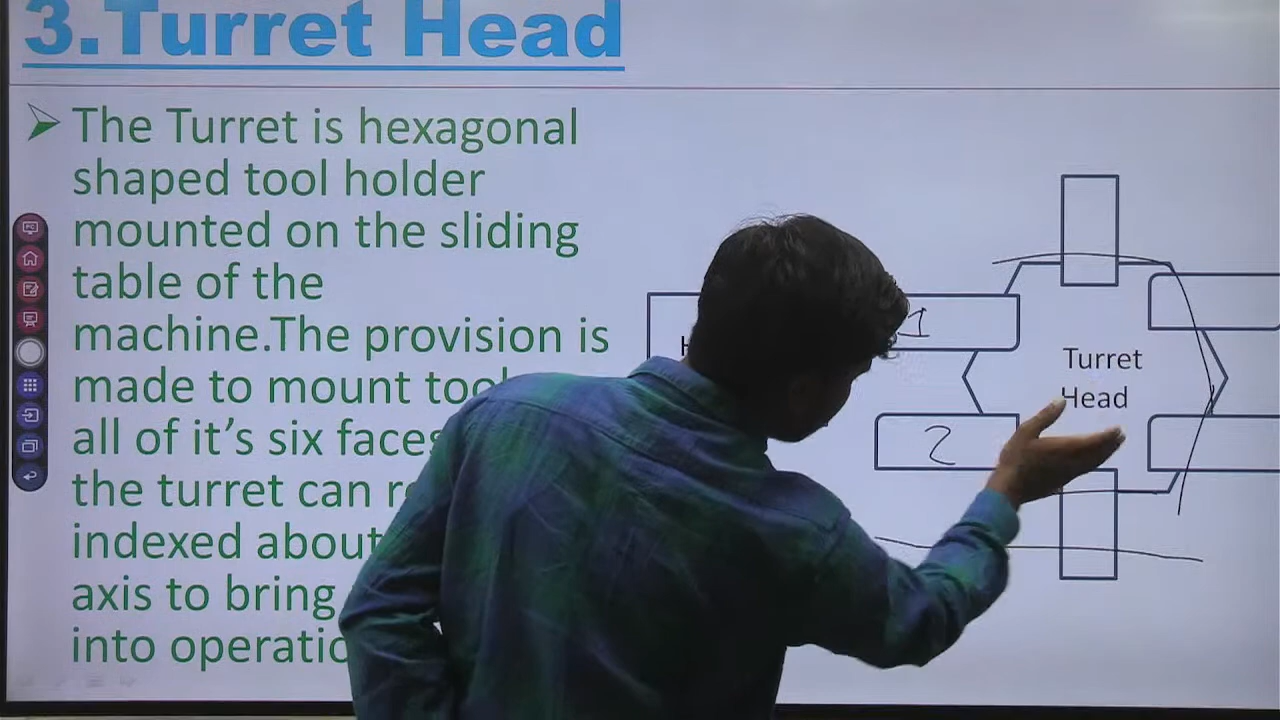 3.Turret Head
The Turret is hexagonal
shaped tool holder
mounted on the sliding
table of the
machine.The provision is
made to mount
all of it's six faces
the turret can
indexed about
axis to bring
into
1
2
Turret
Head